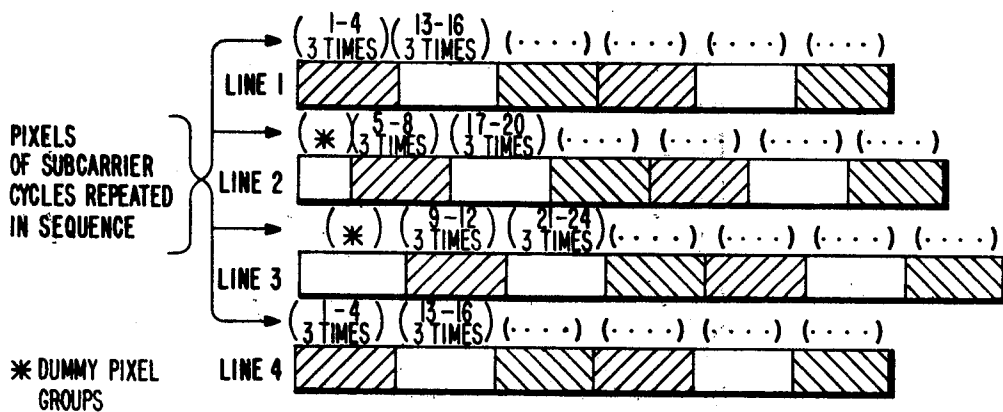 (1-4 3 TIMES) (13-16 3 TIMES) (....) (....) (....) (....)
LINE 1
(*) (5-8 3 TIMES) (17-20 3 TIMES) (....) (....) (....) (....)
LINE 2
(*) (9-12 3 TIMES) (21-24 3 TIMES) (....) (....) (....) (....)
LINE 3
(1-4 3 TIMES) (13-16 3 TIMES) (....) (....) (....) (....)
LINE 4
PIXELS
OF SUBCARRIER
CYCLES REPEATED
IN SEQUENCE
* DUMMY PIXEL
GROUPS